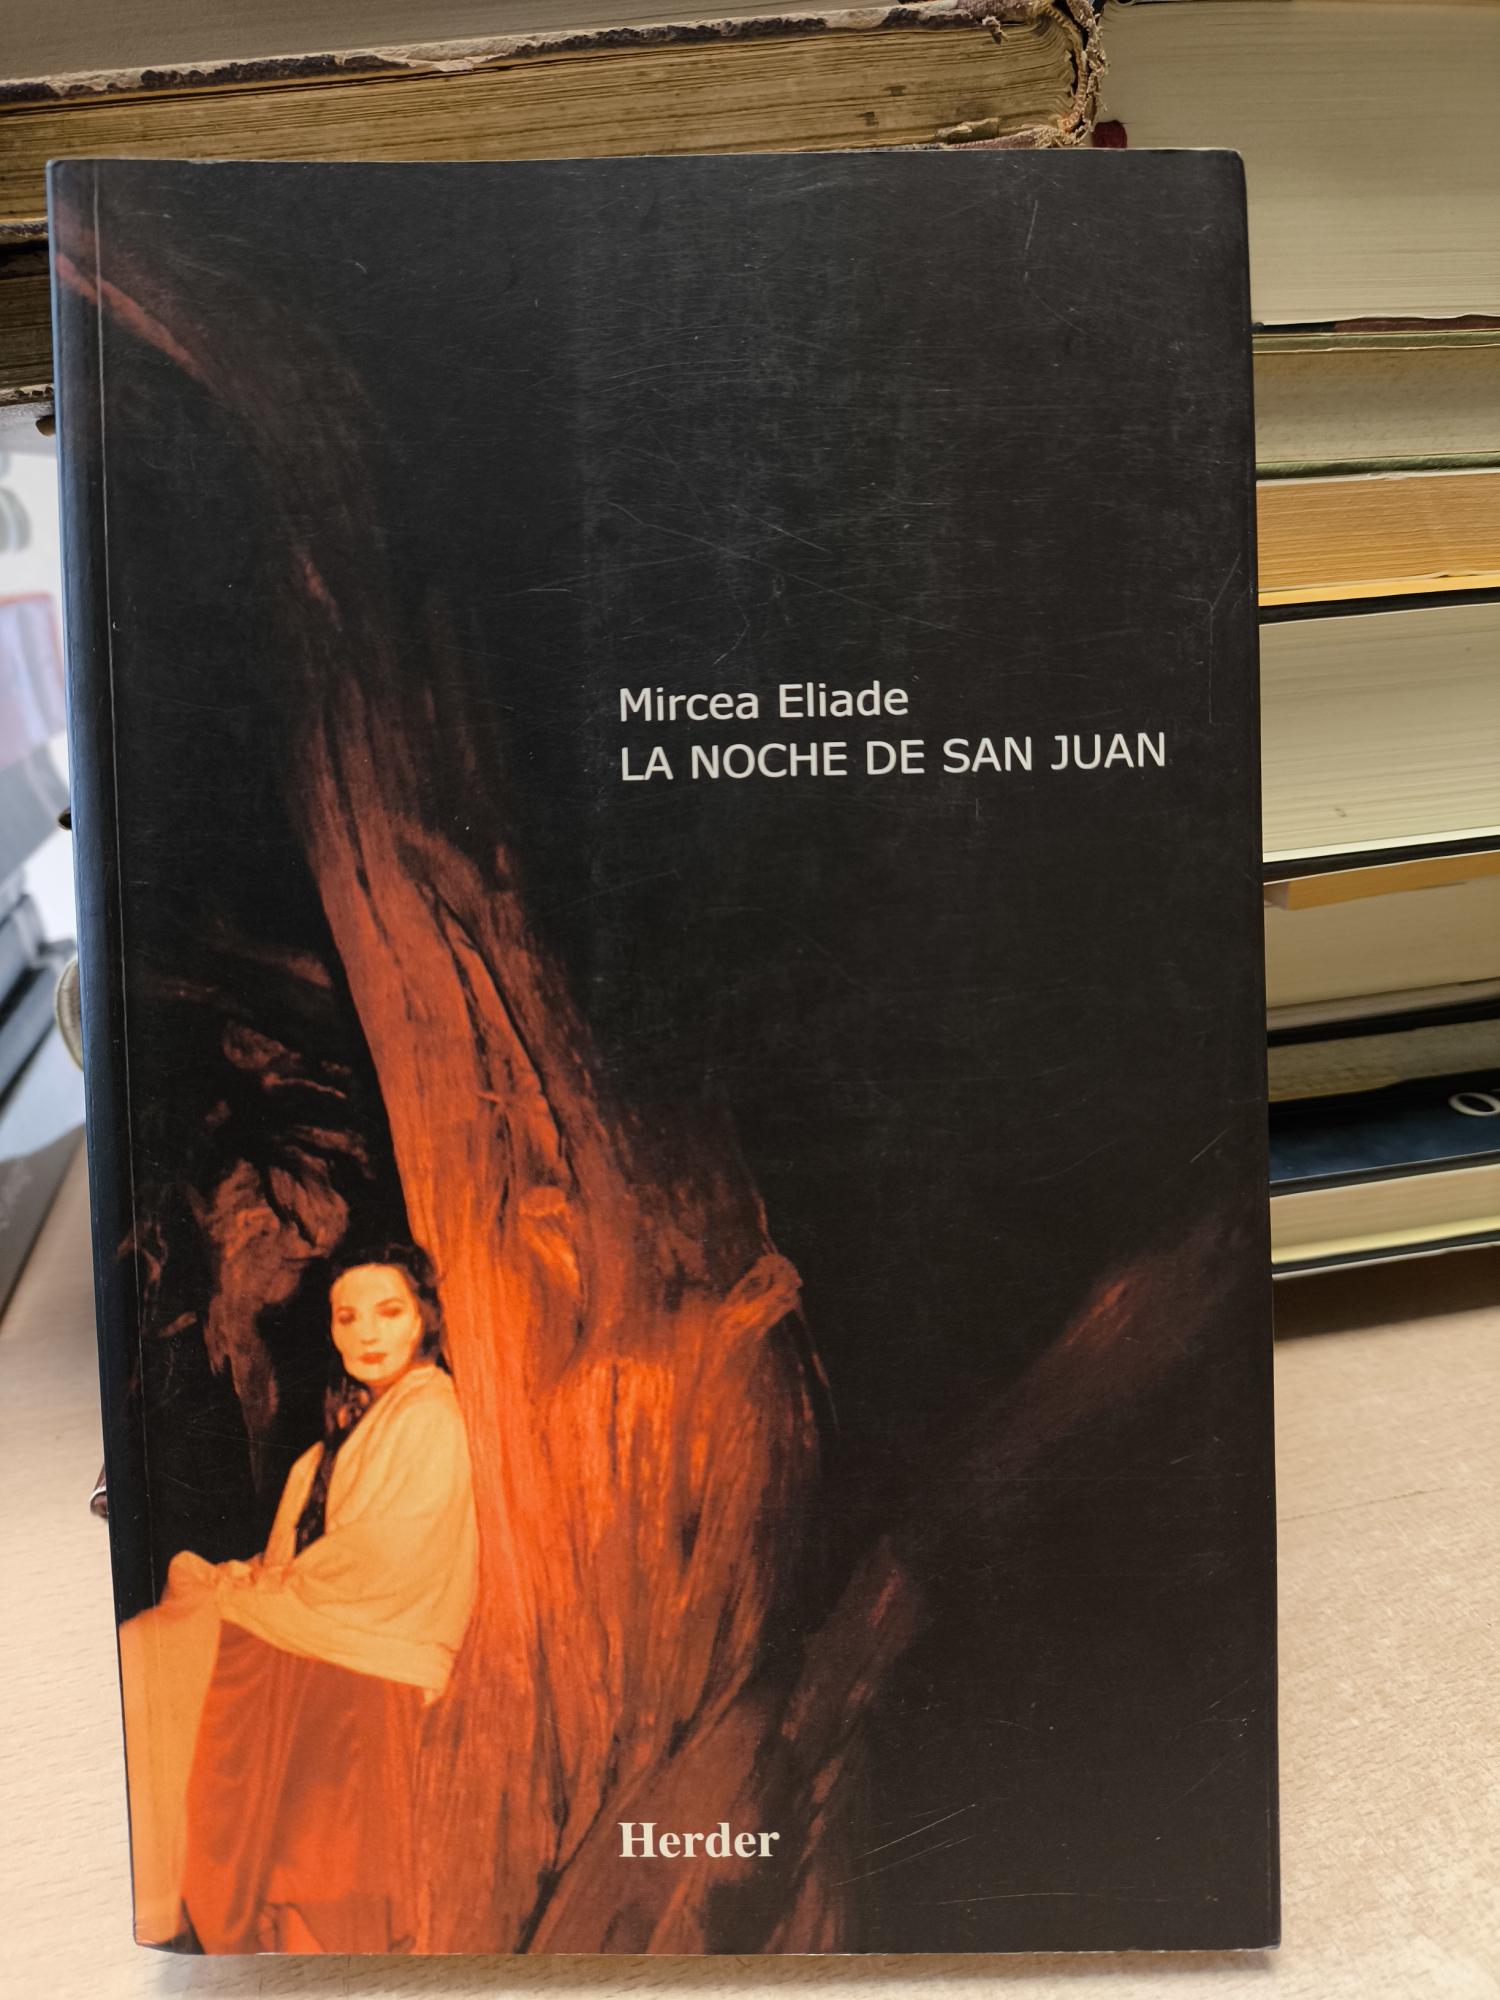 Mircea Eliade
LA NOCHE DE SAN JUAN
Herder